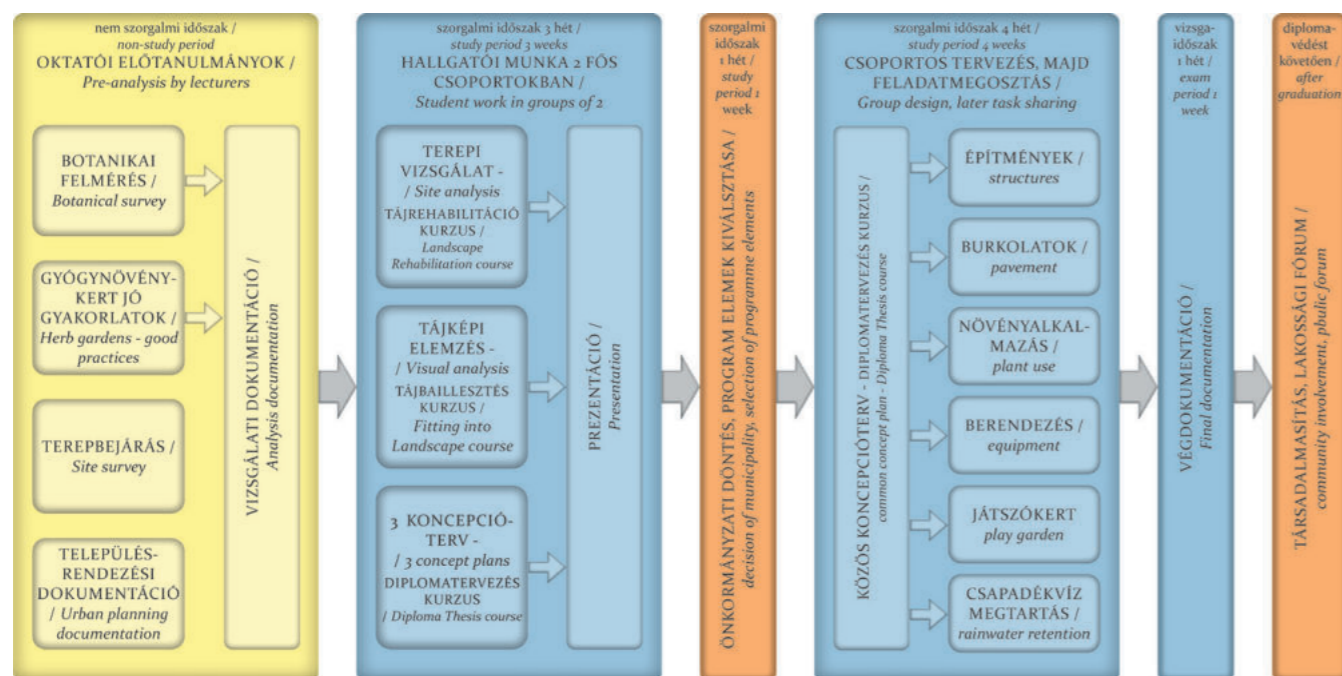 nem szorgalmi időszak /
non-study period
OKTATÓI ELŐTANULMÁNYOK /
Pre-analysis by lecturers
BOTANIKAI
FELMÉRÉS /
Botanical survey
GYÓGYNÖVÉNY-
KERT JÓ
GYAKORLATOK /
Herb gardens - good
practices
TEREPBEJÁRÁS /
Site survey
TELEPÜLÉS-
RENDEZÉSI
DOKUMENTÁCIÓ
/ Urban planning
documentation
VIZSGÁLATI DOKUMENTÁCIÓ /
Analysis documentation
szorgalmi időszak 3 hét /
study period 3 weeks
HALLGATÓI MUNKA 2 FŐS
CSOPORTOKBAN /
Student work in groups of 2
TEREPI
VIZSGÁLAT -
/ Site analysis
TÁJREHABILITÁCIÓ
KURZUS /
Landscape
Rehabilitation course
TÁJKÉPI
ELEMZÉS -
/ Visual analysis
TÁJBAILLESZTÉS
KURZUS /
Fitting into
Landscape course
3 KONCEPCIÓ-
TERV -
/ 3 concept plans
DIPLOMATERVEZÉS
KURZUS
/ Diploma Thesis course
PREZENTÁCIÓ /
Presentation
szorgalmi
időszak
1 hét /
study
period 1
week
ÖNKORMÁNYZATI DÖNTÉS, PROGRAM ELEMEK KIVÁLSZTÁSA /
decision of municipality, selection of programme elements
szorgalmi időszak 4 hét /
study period 4 weeks
CSOPORTOS TERVEZÉS, MAJD
FELADATMEGOSZTÁS /
Group design, later task sharing
KÖZÖS KONCEPCIÓTERV - DIPLOMATERVEZÉS KURZUS /
common concept plan - Diploma Thesis course
ÉPÍTMÉNYEK /
structures
BURKOLATOK /
pavement
NÖVÉNYALKAL-
MAZÁS /
plant use
BERENDEZÉS /
equipment
JÁTSZÓKERT
play garden
CSAPADÉKVÍZ
MEGTARTÁS /
rainwater retention
vizsga-
időszak
1 hét /
exam
period 1
week
VÉGDOKUMENTÁCIÓ /
Final documentation
diploma-
védést
követően /
after
graduation
TÁRSADALMASÍTÁS, LAKOSSÁGI FÓRUM /
community involvement, pbulic forum